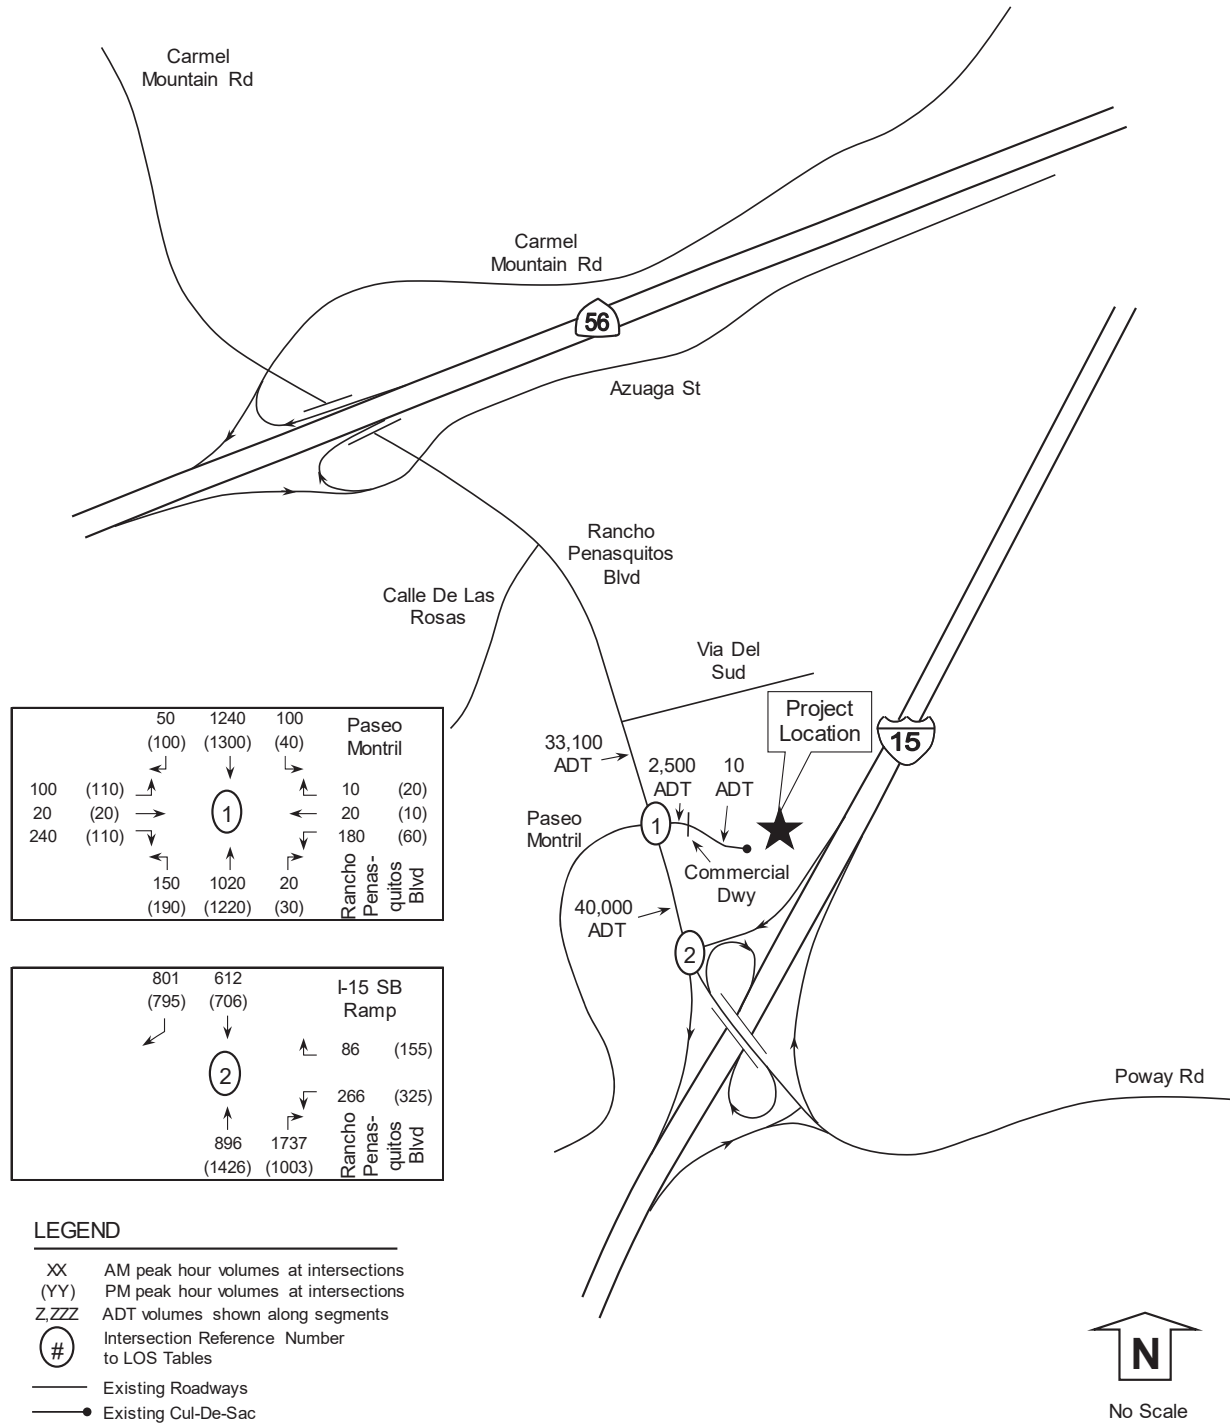 Carmel
Mountain Rd
Carmel
Mountain Rd
56
Azuaga St
Rancho
Penasquitos
Blvd
Calle De Las
Rosas
Via Del
Sud
Project
Location
15
33,100
ADT
2,500
ADT
10
ADT
Paseo
Montril
1
Commercial
Dwy
40,000
ADT
2
Poway Rd
50 1240 100
(100) (1300) (40)
Paseo
Montril
100 (110)
20 (20)
240 (110)
1
10 (20)
20 (10)
180 (60)
150 1020 20
(190) (1220) (30)
Rancho
Penas-
quitos
Blvd
801 612
(795) (706)
I-15 SB
Ramp
2
86 (155)
266 (325)
896 1737
(1426) (1003)
Rancho
Penas-
quitos
Blvd
LEGEND
XX AM peak hour volumes at intersections
(YY) PM peak hour volumes at intersections
Z,ZZZ ADT volumes shown along segments
# Intersection Reference Number
to LOS Tables
Existing Roadways
Existing Cul-De-Sac
N
No Scale